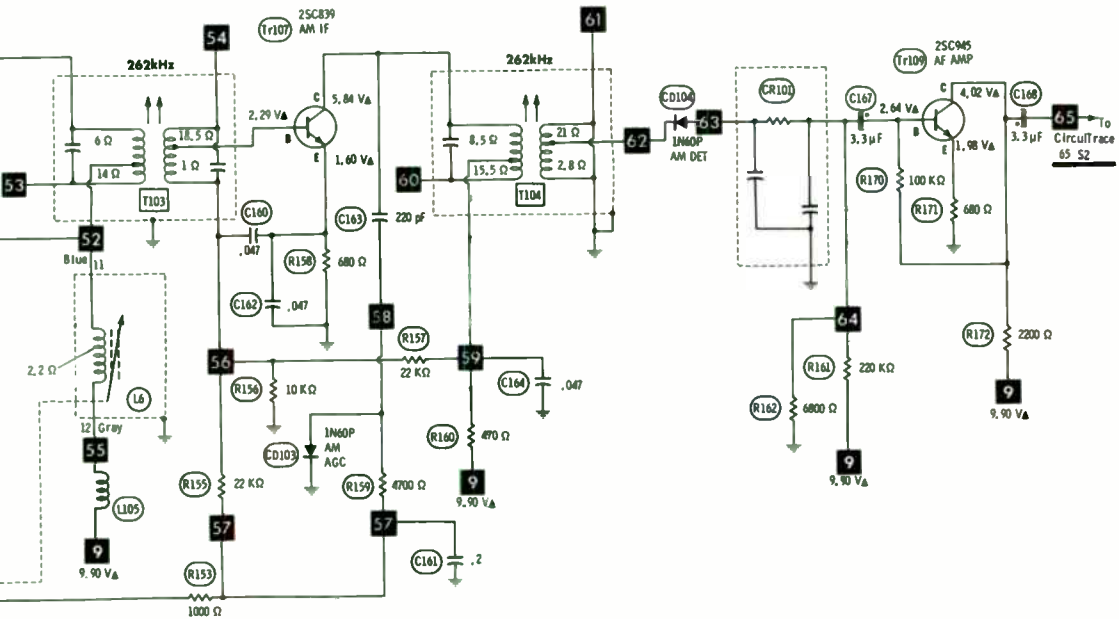 2SC839
Tr107 AM IF
54
61
262kHz
262kHz
2SC945
Tr109 AF AMP
C
5.84 V▲
2.29 V▲
B
E
1.60 V▲
6 Ω
18.5 Ω
14 Ω
1 Ω
T103
53
52
Blue 11
8.5 Ω
21 Ω
15.5 Ω
2.8 Ω
T104
60
62
CD104
63
1N60P
AM DET
CR101
C167
3.3 µF
2.64 V▲
C
4.02 V▲
B
E
1.98 V▲
C168
3.3 µF
65
To
CircuiTrace
65 S2
R170
100 KΩ
R171
680 Ω
C160
.047
C163
220 pF
R158
680 Ω
C162
.047
58
R157
22 KΩ
56
59
R156
10 KΩ
C164
.047
64
R161
220 KΩ
R162
6800 Ω
R172
2200 Ω
9
9.90 V▲
2.2 Ω
L6
12 Gray
55
L105
9
9.90 V▲
CD103
1N60P
AM
AGC
R160
470 Ω
9
9.90 V▲
9
9.90 V▲
R155
22 KΩ
R159
4700 Ω
57
57
C161
.2
R153
1000 Ω